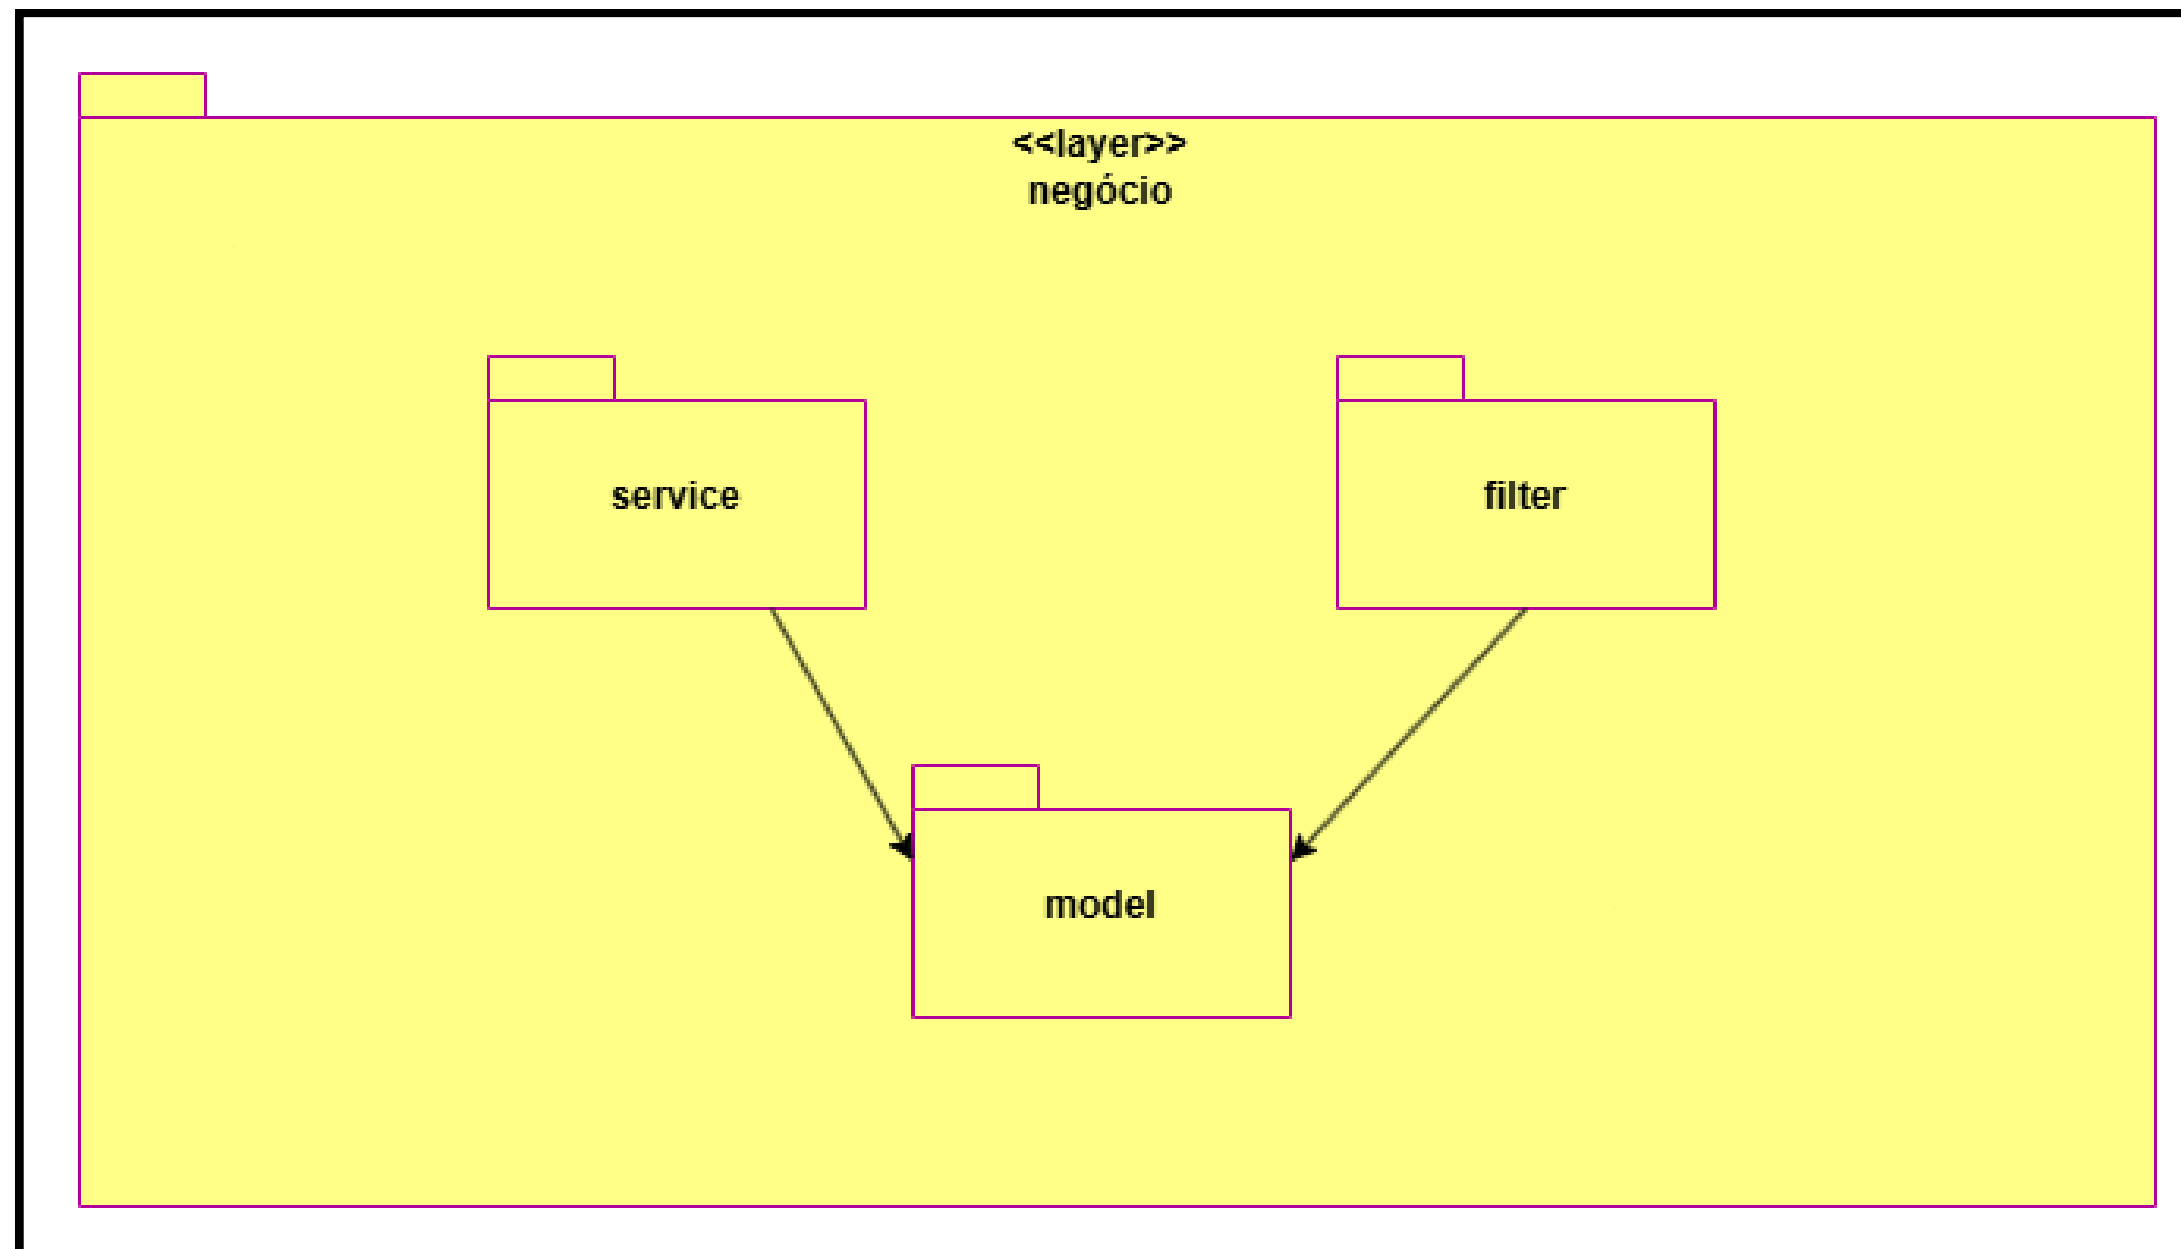 <<layer>>
negócio
service
filter
model